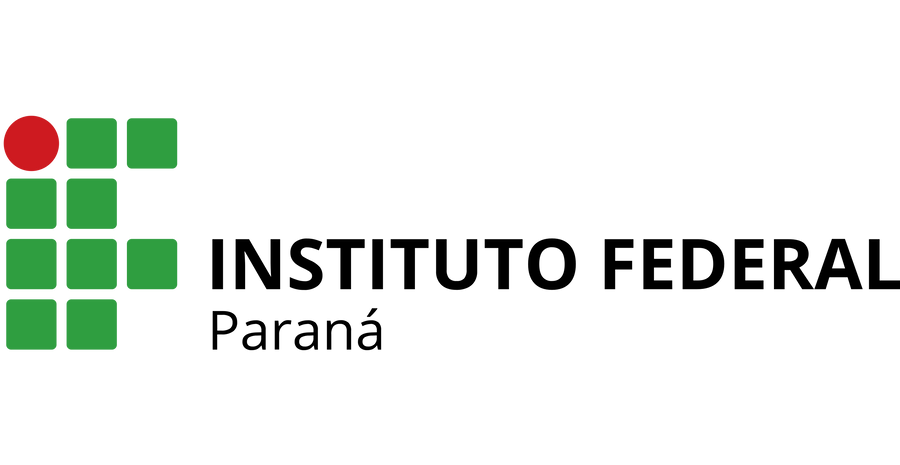 INSTITUTO FEDERAL
Paraná